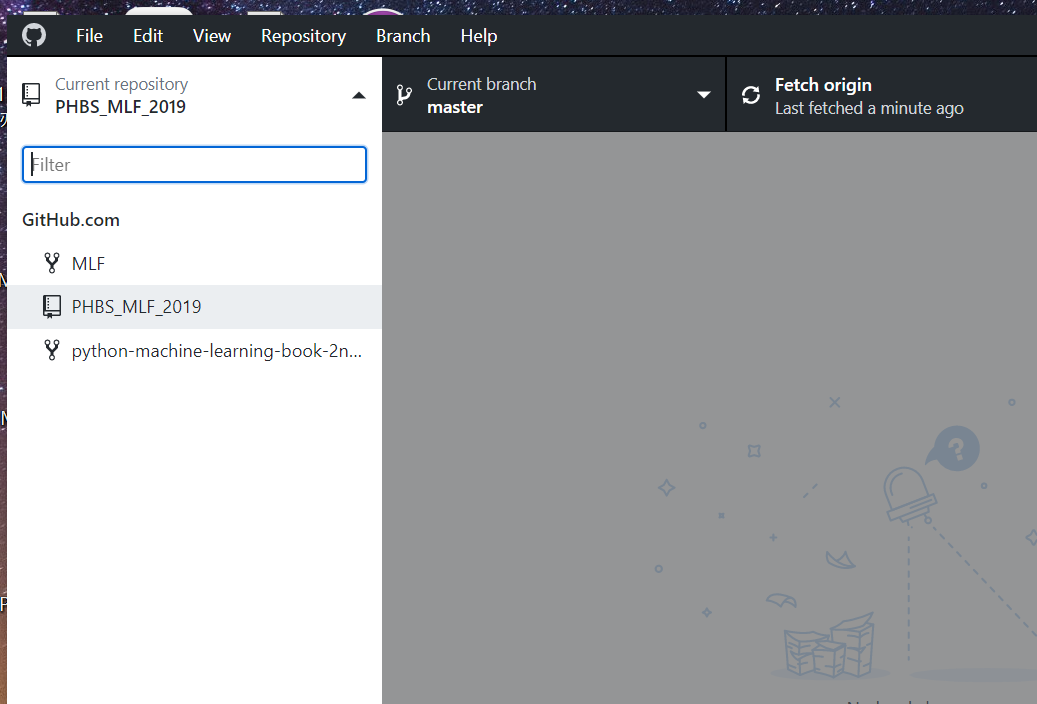 File Edit View Repository Branch Help
Current repository
PHBS_MLF_2019
Current branch
master
Fetch origin
Last fetched a minute ago
Filter
GitHub.com
MLF
PHBS_MLF_2019
python-machine-learning-book-2n...
?